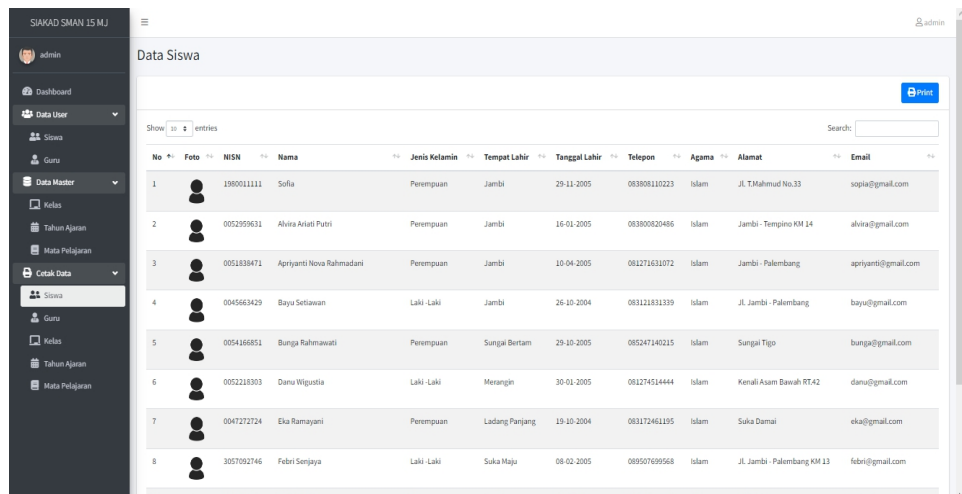 SIAKAD SMAN 15 MJ
admin
admin
Data Siswa
Dashboard
Data User
Siswa
Guru
Data Master
Kelas
Tahun Ajaran
Mata Pelajaran
Cetak Data
Siswa
Guru
Kelas
Tahun Ajaran
Mata Pelajaran
Print
Show 10 entries
Search:
No Foto NISN Nama Jenis Kelamin Tempat Lahir Tanggal Lahir Telepon Agama Alamat Email
1 1980011111 Sofia Perempuan Jambi 29-11-2005 083808110223 Islam Jl. T.Mahmud No.33 sopia@gmail.com
2 0052959631 Alvira Ariati Putri Perempuan Jambi 16-01-2005 083800820486 Islam Jambi - Tempino KM 14 alvira@gmail.com
3 0051838471 Apriyanti Nova Rahmadani Perempuan Jambi 10-04-2005 081271631072 Islam Jambi - Palembang apriyanti@gmail.com
4 0045663429 Bayu Setiawan Laki -Laki Jambi 26-10-2004 083121831339 Islam Jl. Jambi - Palembang bayu@gmail.com
5 0054166851 Bunga Rahmawati Perempuan Sungai Bertam 29-10-2005 085247140215 Islam Sungai Tigo bunga@gmail.com
6 0052218303 Danu Wigustia Laki -Laki Merangin 30-01-2005 081274514444 Islam Kenali Asam Bawah RT.42 danu@gmail.com
7 0047272724 Eka Ramayani Perempuan Ladang Panjang 19-10-2004 083172461195 Islam Suka Damai eka@gmail.com
8 3057092746 Febri Senjaya Laki -Laki Suka Maju 08-02-2005 089507699568 Islam Jl. Jambi - Palembang KM 13 febri@gmail.com